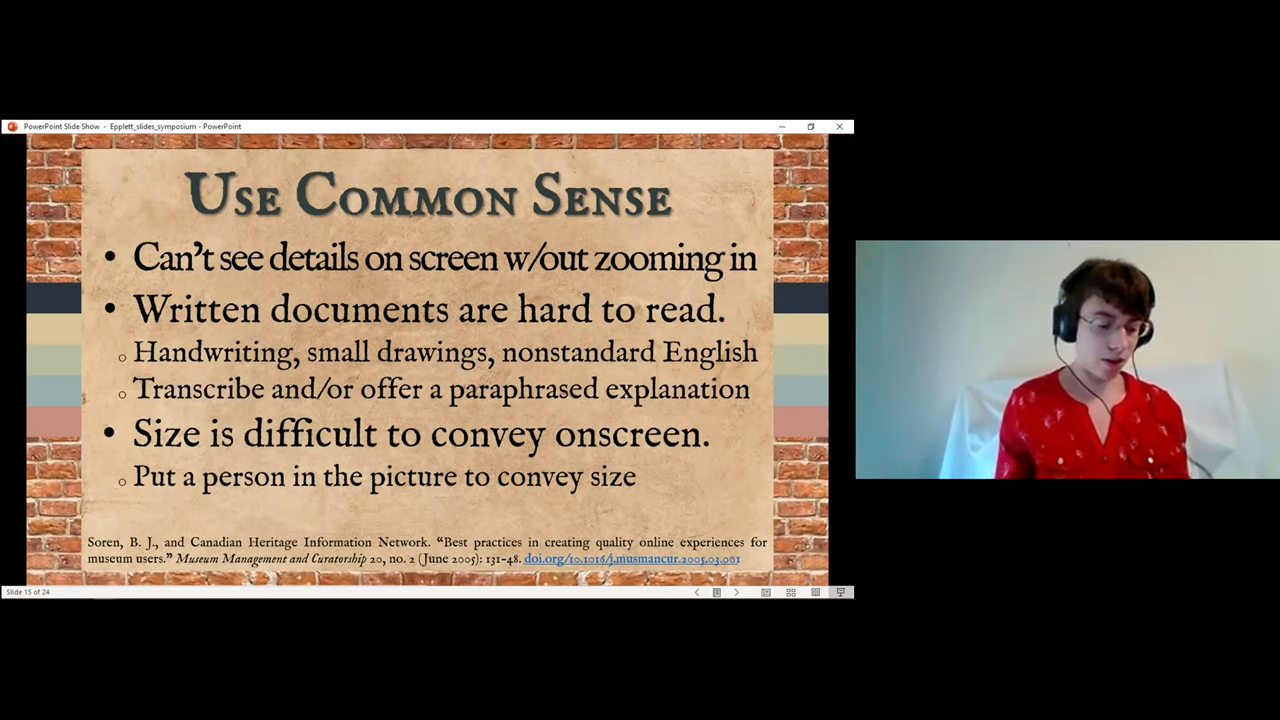 PowerPoint Slide Show - Epplett_slides_symposium - PowerPoint
Use Common Sense
• Can't see details on screen w/out zooming in
• Written documents are hard to read.
o Handwriting, small drawings, nonstandard English
o Transcribe and/or offer a paraphrased explanation
• Size is difficult to convey onscreen.
o Put a person in the picture to convey size
Soren, B. J., and Canadian Heritage Information Network. “Best practices in creating quality online experiences for
museum users.” Museum Management and Curatorship 20, no. 2 (June 2005): 131-48. doi.org/10.1016/j.musmancur.2005.03.001
Slide 15 of 24